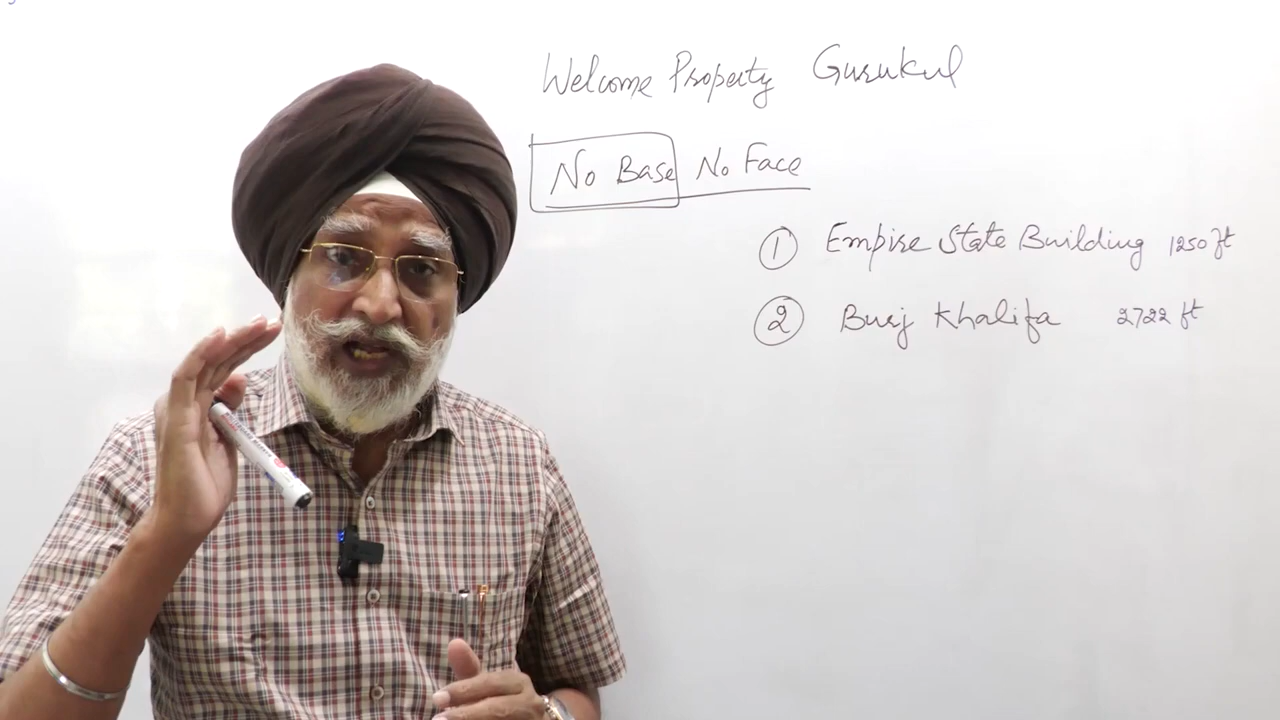 Welcome Property Gurukul
No Base No Face
1 Empire State Building 1250 ft
2 Burj Khalifa 2722 ft